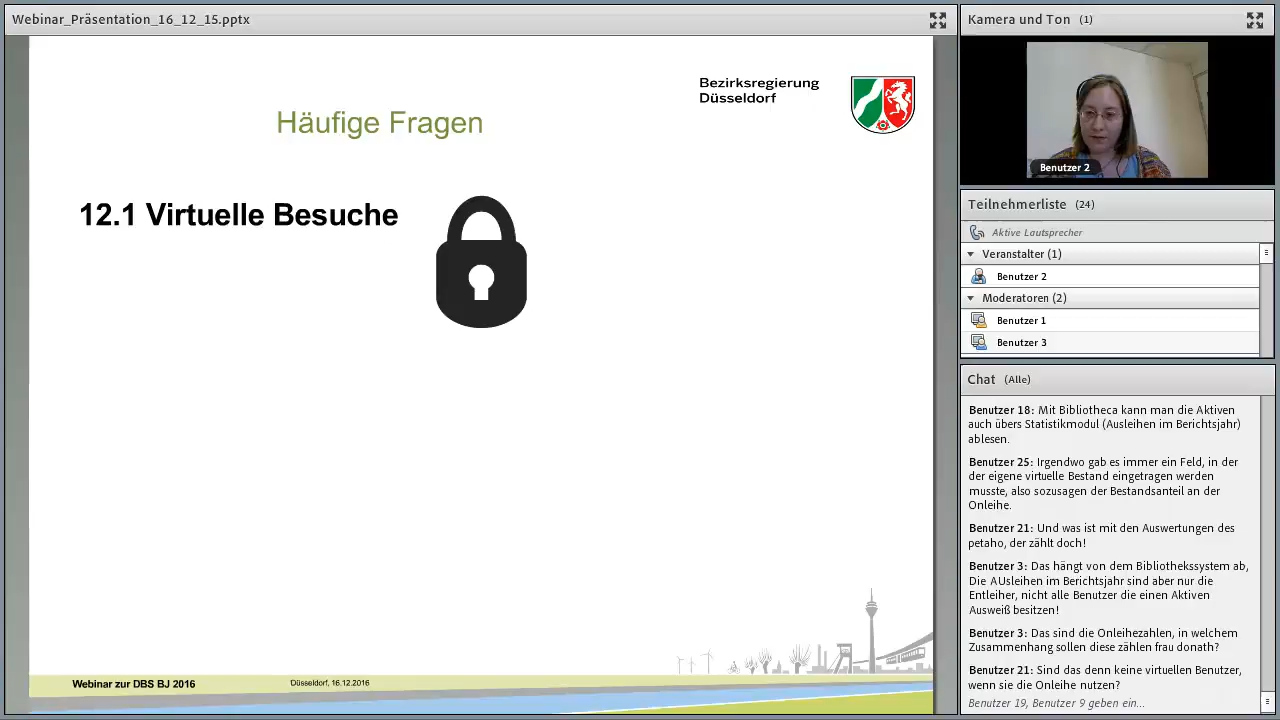 Webinar_Präsentation_16_12_15.pptx
Bezirksregierung
Düsseldorf
Häufige Fragen
12.1 Virtuelle Besuche
Webinar zur DBS BJ 2016
Düsseldorf, 16.12.2016
Kamera und Ton (1)
Benutzer 2
Teilnehmerliste (24)
Aktive Lautsprecher
Veranstalter (1)
Benutzer 2
Moderatoren (2)
Benutzer 1
Benutzer 3
Chat (Alle)
Benutzer 18: Mit Bibliotheca kann man die Aktiven
auch übers Statistikmodul (Ausleihen im Berichtsjahr)
ablesen.
Benutzer 25: Irgendwo gab es immer ein Feld, in der
der eigene virtuelle Bestand eingetragen werden
musste, also sozusagen der Bestandsanteil an der
Onleihe.
Benutzer 21: Und was ist mit den Auswertungen des
petaho, der zählt doch!
Benutzer 3: Das hängt von dem Bibliothekssystem ab,
Die AUsleihen im Berichtsjahr sind aber nur die
Entleiher, nicht alle Benutzer die einen Aktiven
Ausweiß besitzen!
Benutzer 3: Das sind die Onleihezahlen, in welchem
Zusammenhang sollen diese zählen frau donath?
Benutzer 21: Sind das denn keine virtuellen Benutzer,
wenn sie die Onleihe nutzen?
Benutzer 19, Benutzer 9 geben ein...